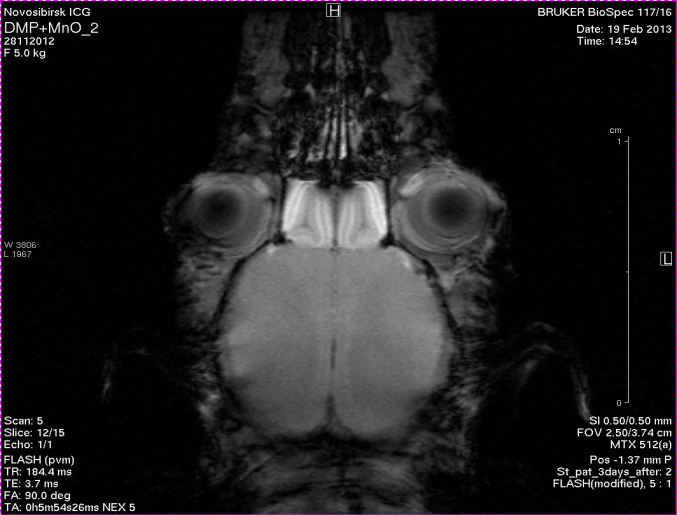 Novosibirsk ICG
DMP+MnO_2
28112012
F 5.0 kg
H
BRUKER BioSpec 117/16
Date: 19 Feb 2013
Time: 14:54
cm
1
W 3806
L 1967
L
0
Scan: 5
Slice: 12/15
Echo: 1/1
FLASH (pvm)
TR: 184.4 ms
TE: 3.7 ms
FA: 90.0 deg
TA: 0h5m54s26ms NEX 5
SI 0.50/0.50 mm
FOV 2.50/3.74 cm
MTX 512(a)
Pos -1.37 mm P
St_pat_3days_after: 2
FLASH(modified), 5 : 1